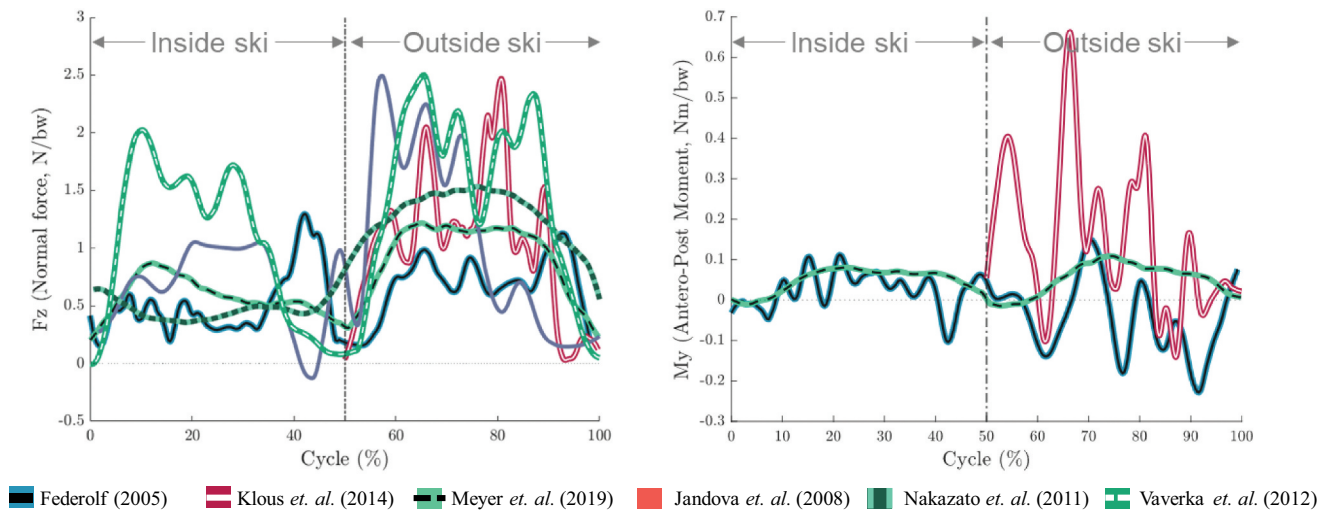 Inside ski
Outside ski
Fz (Normal force, N/bw)
3
2.5
2
1.5
1
0.5
0
-0.5
0
20
40
60
80
100
Cycle (%)
Inside ski
Outside ski
My (Antero-Post Moment, Nm/bw)
0.7
0.6
0.5
0.4
0.3
0.2
0.1
0
-0.1
-0.2
-0.3
0
10
20
30
40
50
60
70
80
90
100
Cycle (%)
Federolf (2005)
Klous et. al. (2014)
Meyer et. al. (2019)
Jandova et. al. (2008)
Nakazato et. al. (2011)
Vaverka et. al. (2012)